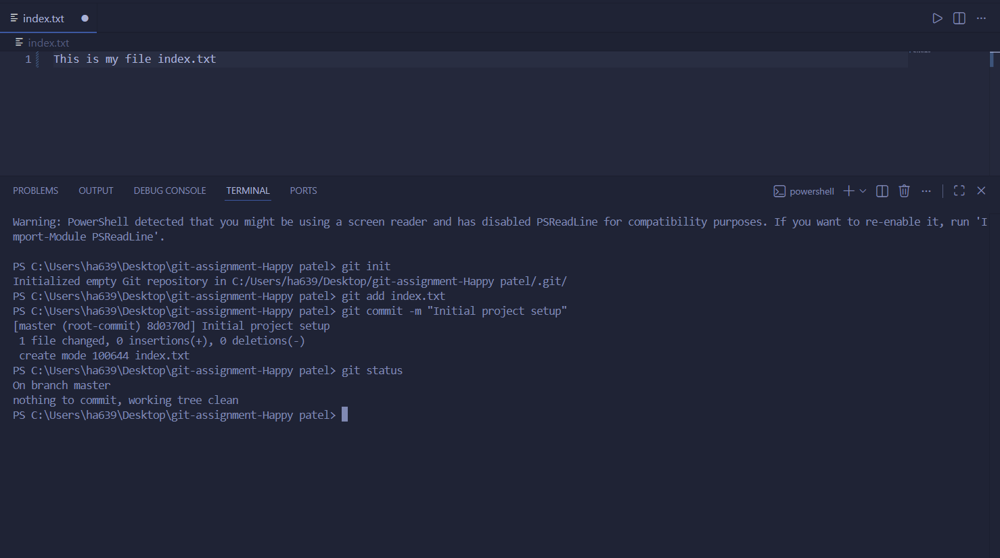 index.txt
index.txt
1 This is my file index.txt
PROBLEMS OUTPUT DEBUG CONSOLE TERMINAL PORTS powershell
Warning: PowerShell detected that you might be using a screen reader and has disabled PSReadLine for compatibility purposes. If you want to re-enable it, run 'I
mport-Module PSReadLine'.
PS C:\Users\ha639\Desktop\git-assignment-Happy patel> git init
Initialized empty Git repository in C:/Users/ha639/Desktop/git-assignment-Happy patel/.git/
PS C:\Users\ha639\Desktop\git-assignment-Happy patel> git add index.txt
PS C:\Users\ha639\Desktop\git-assignment-Happy patel> git commit -m "Initial project setup"
[master (root-commit) 8d0370d] Initial project setup
 1 file changed, 0 insertions(+), 0 deletions(-)
 create mode 100644 index.txt
PS C:\Users\ha639\Desktop\git-assignment-Happy patel> git status
On branch master
nothing to commit, working tree clean
PS C:\Users\ha639\Desktop\git-assignment-Happy patel>